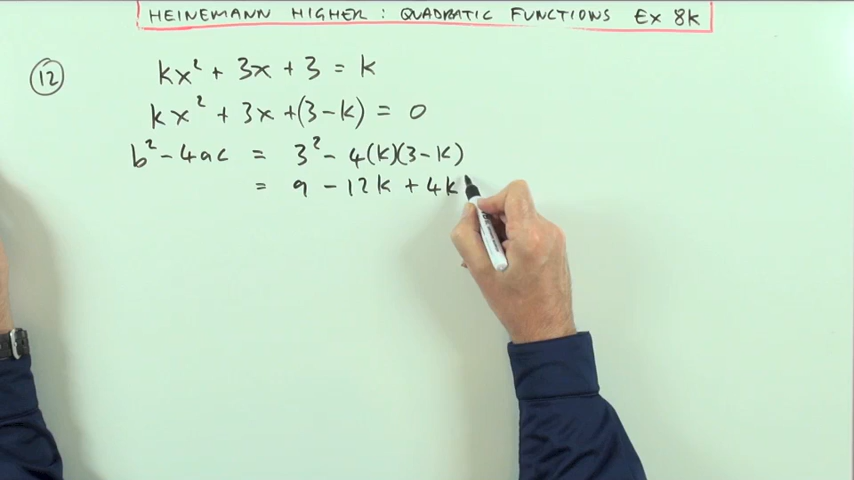 HEINEMANN HIGHER : QUADRATIC FUNCTIONS Ex 8K
12 kx² + 3x + 3 = k
kx² + 3x + (3 - k) = 0
b² - 4ac = 3² - 4(k)(3 - k)
= 9 - 12k + 4k